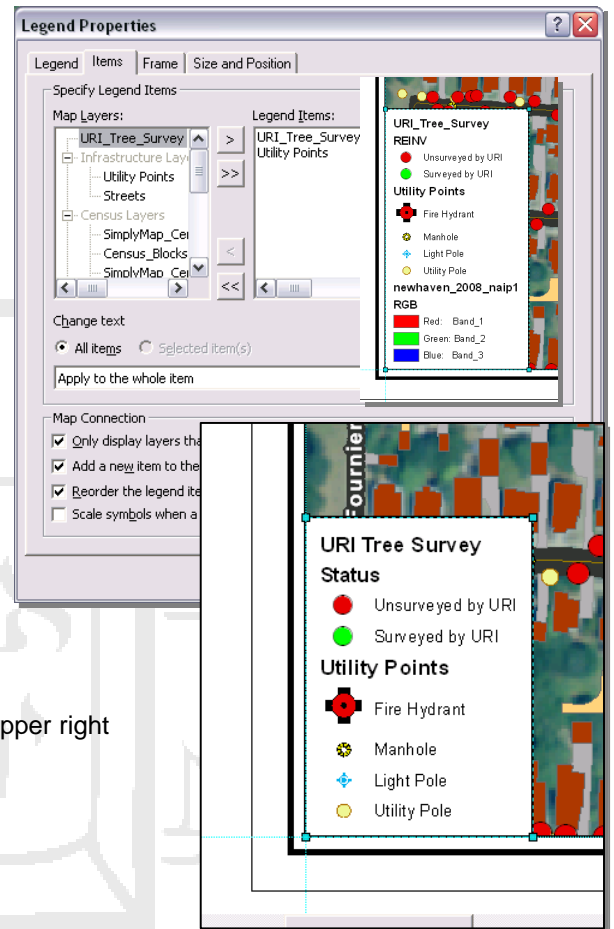 Legend Properties
Legend Items Frame Size and Position
Specify Legend Items
Map Layers:
URI_Tree_Survey
Infrastructure Laye
Utility Points
Streets
Census Layers
SimplyMap_Cen
Census_Blocks
SimplyMap_Cen
>
>>
<
<<
Legend Items:
URI_Tree_Survey
Utility Points
Change text
All items Selected item(s)
Apply to the whole item
Map Connection
Only display layers tha
Add a new item to the
Reorder the legend ite
Scale symbols when a
URI_Tree_Survey
REINV
Unsurveyed by URI
Surveyed by URI
Utility Points
Fire Hydrant
Manhole
Light Pole
Utility Pole
newhaven_2008_naip1
RGB
Red: Band_1
Green: Band_2
Blue: Band_3
Fournier
URI Tree Survey
Status
Unsurveyed by URI
Surveyed by URI
Utility Points
Fire Hydrant
Manhole
Light Pole
Utility Pole
pper right